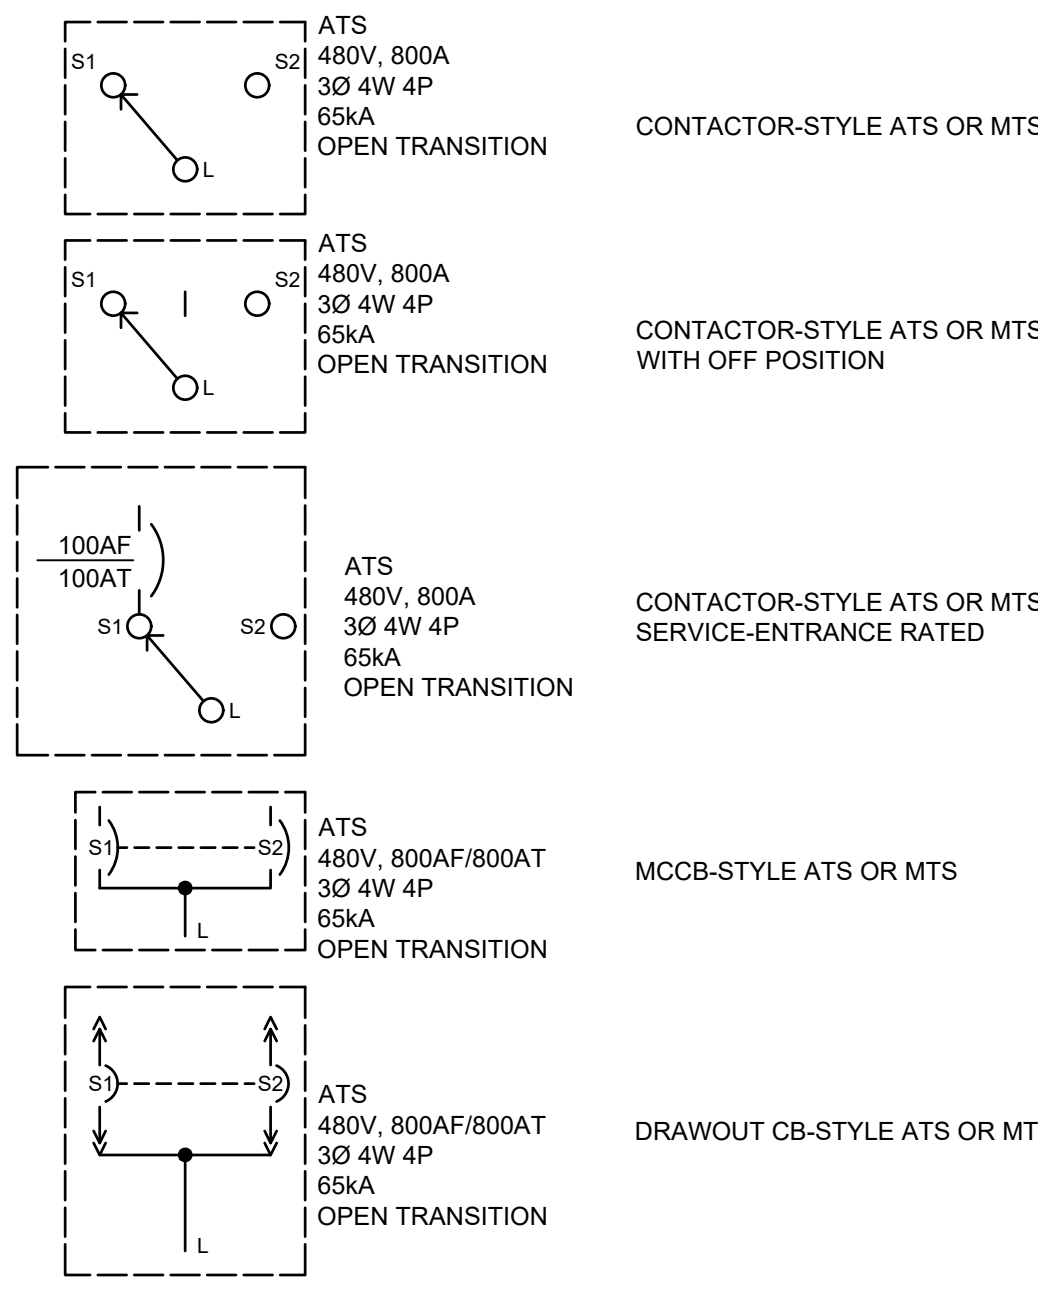 ATS
S1
S2
480V, 800A
3Ø 4W 4P
65kA
OPEN TRANSITION
L
CONTACTOR-STYLE ATS OR MTS
ATS
S1
S2
480V, 800A
3Ø 4W 4P
65kA
OPEN TRANSITION
L
CONTACTOR-STYLE ATS OR MTS
WITH OFF POSITION
100AF
100AT
S1
S2
L
ATS
480V, 800A
3Ø 4W 4P
65kA
OPEN TRANSITION
CONTACTOR-STYLE ATS OR MTS
SERVICE-ENTRANCE RATED
S1
S2
L
ATS
480V, 800AF/800AT
3Ø 4W 4P
65kA
OPEN TRANSITION
MCCB-STYLE ATS OR MTS
S1
S2
L
ATS
480V, 800AF/800AT
3Ø 4W 4P
65kA
OPEN TRANSITION
DRAWOUT CB-STYLE ATS OR MT